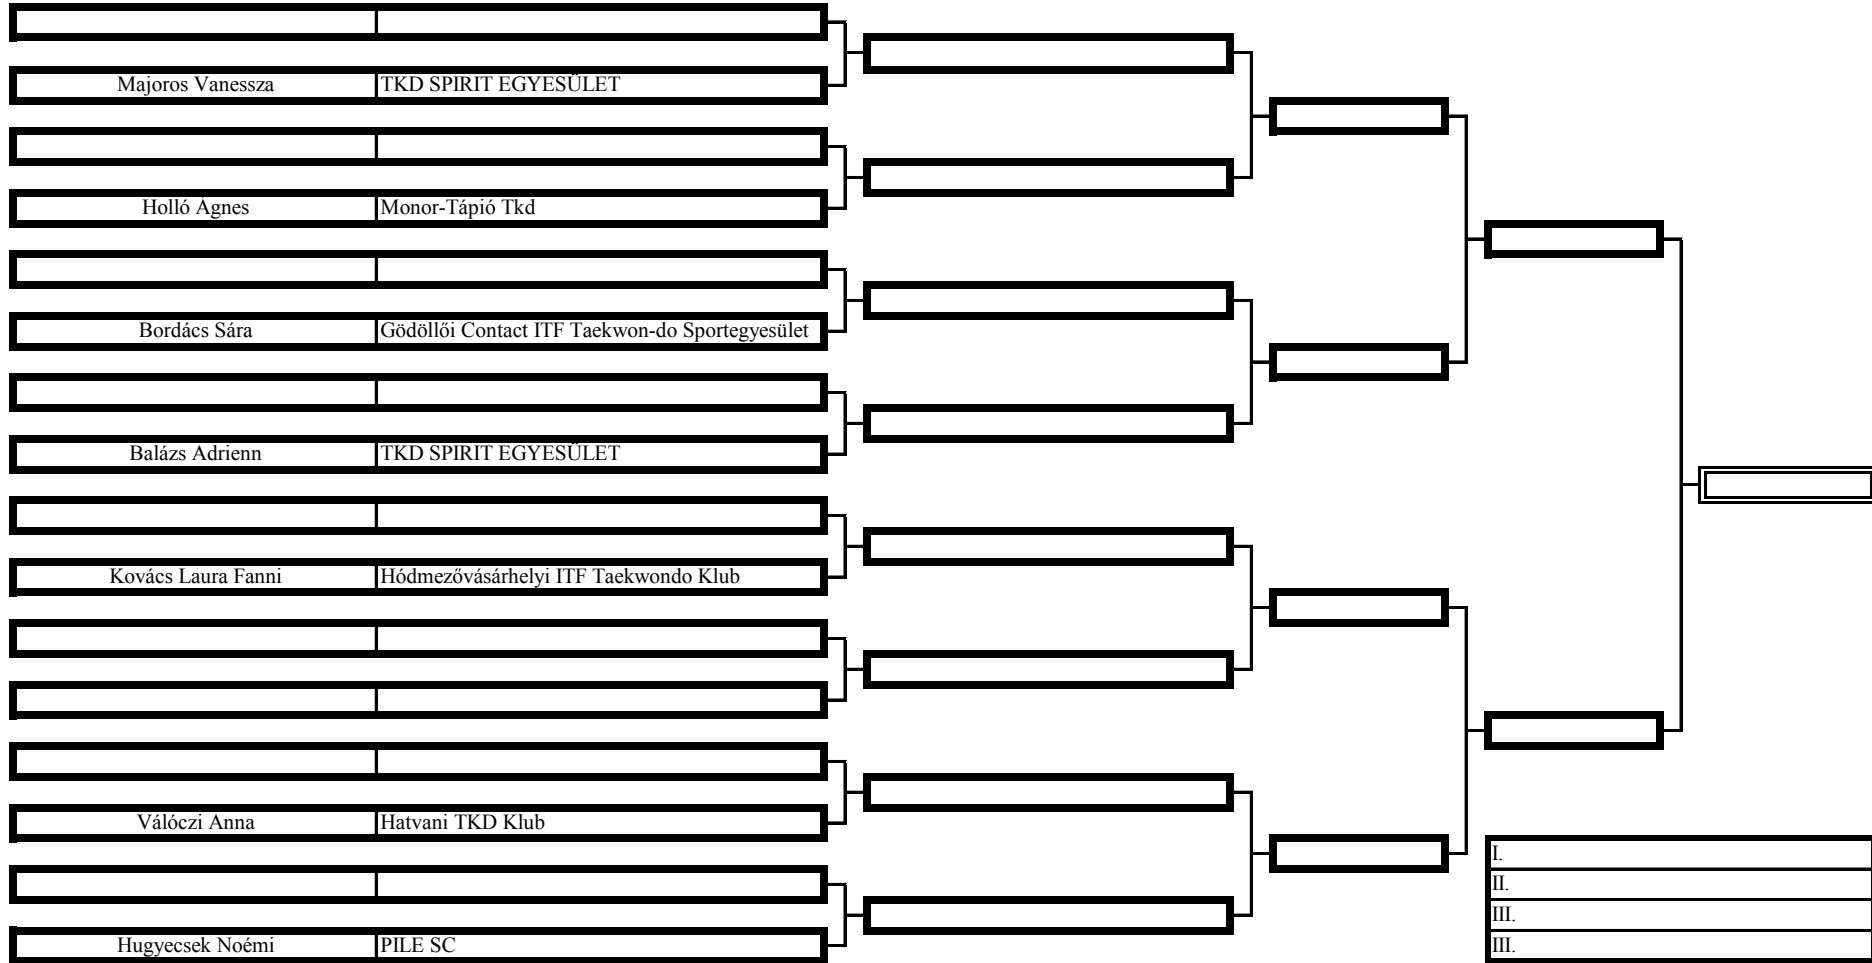 Majoros Vanessza TKD SPIRIT EGYESÜLET
Holló Ágnes Monor-Tápió Tkd
Bordács Sára Gödöllői Contact ITF Taekwon-do Sportegyesület
Balázs Adrienn TKD SPIRIT EGYESÜLET
Kovács Laura Fanni Hódmezővásárhelyi ITF Taekwondo Klub
Válóczi Anna Hatvani TKD Klub
Hugyecsek Noémi PILE SC
I.
II.
III.
III.